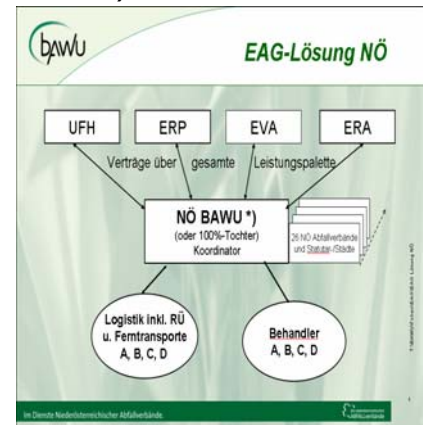 bawu
EAG-Lösung NÖ
UFH ERP EVA ERA
Verträge über gesamte Leistungspalette
NÖ BAWU *)
(oder 100%-Tochter)
Koordinator
26 NÖ Abfallverbände
und Statutar-/Städte
Logistik inkl. RÜ
u. Ferntransporte
A, B, C, D
Behandler
A, B, C, D
Im Dienste Niederösterreichischer Abfallverbände.